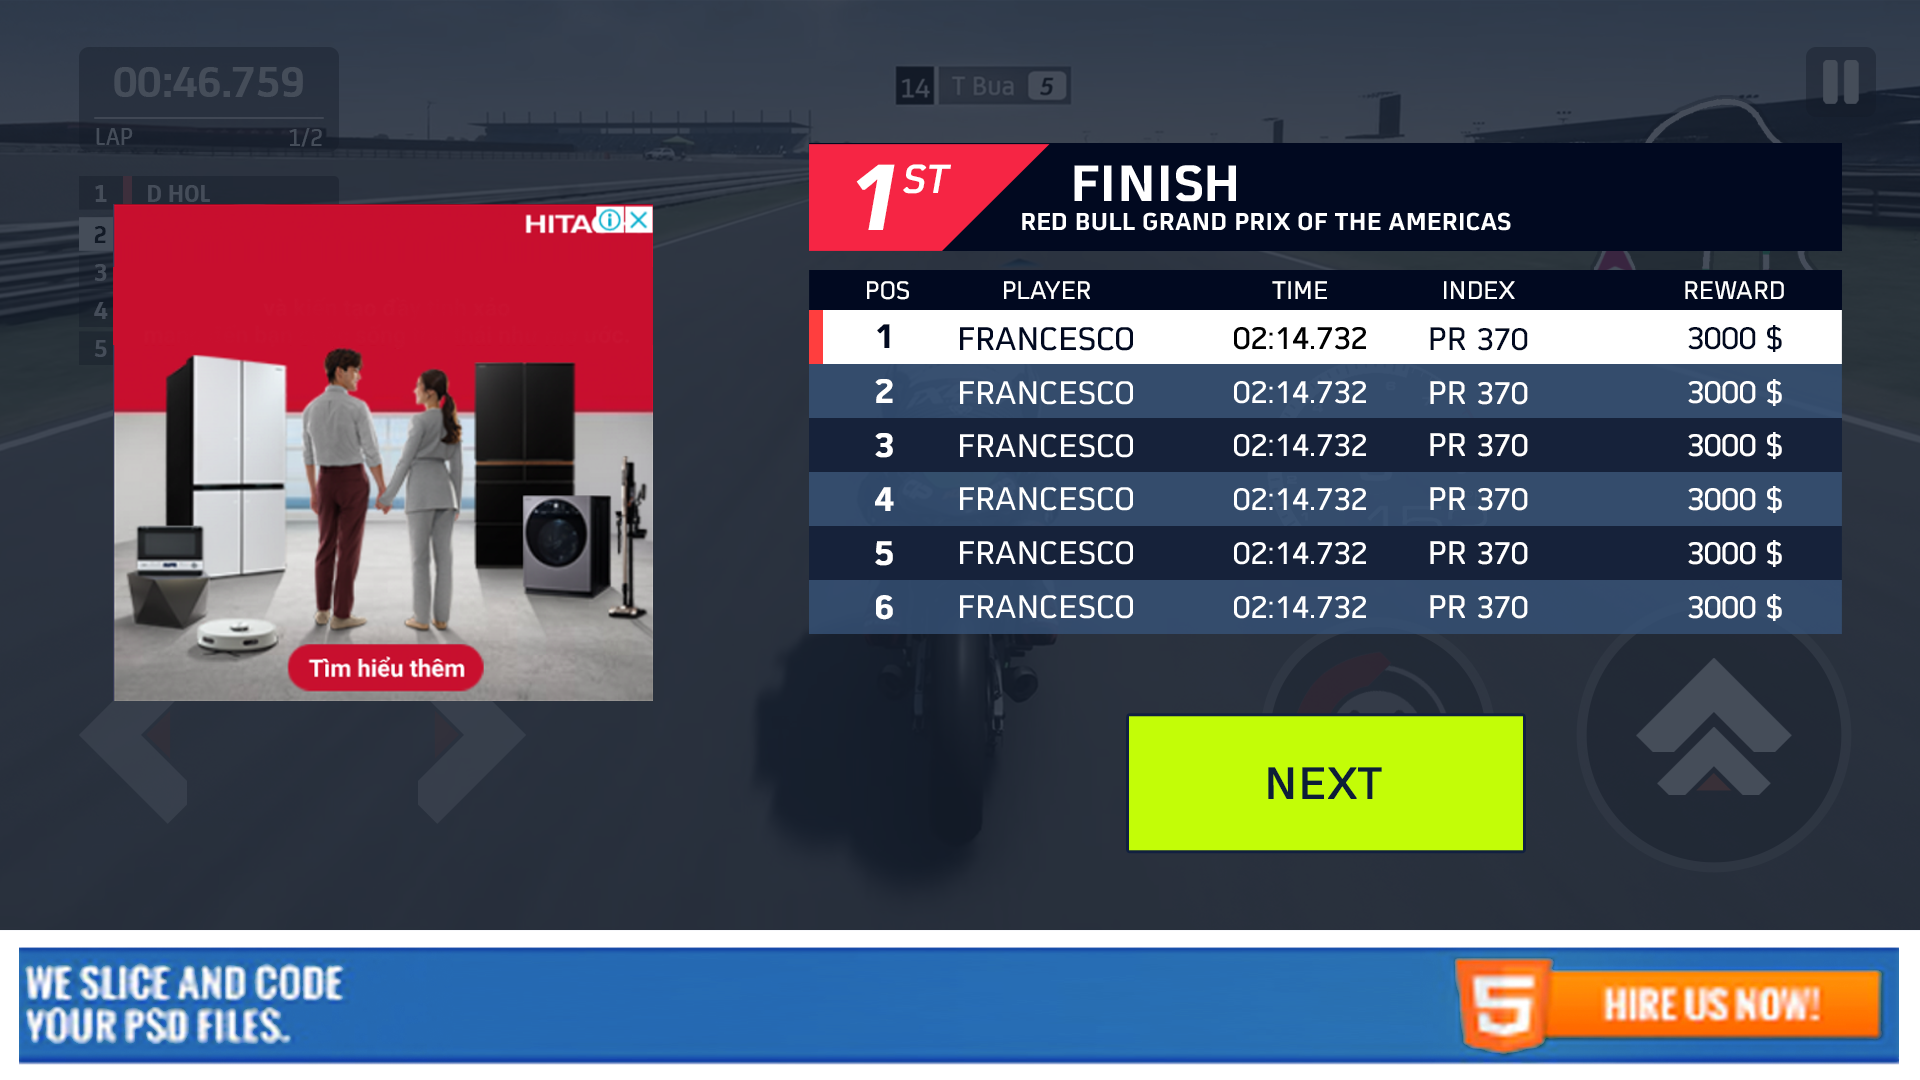 00:46.759
LAP 1/2
14 T Bua 5
1 D HOL
2
3
4
5
HITAC
Tìm hiểu thêm
1ST
FINISH
RED BULL GRAND PRIX OF THE AMERICAS
POS PLAYER TIME INDEX REWARD
1 FRANCESCO 02:14.732 PR 370 3000 $
2 FRANCESCO 02:14.732 PR 370 3000 $
3 FRANCESCO 02:14.732 PR 370 3000 $
4 FRANCESCO 02:14.732 PR 370 3000 $
5 FRANCESCO 02:14.732 PR 370 3000 $
6 FRANCESCO 02:14.732 PR 370 3000 $
NEXT
WE SLICE AND CODE
YOUR PSD FILES.
5 HIRE US NOW!